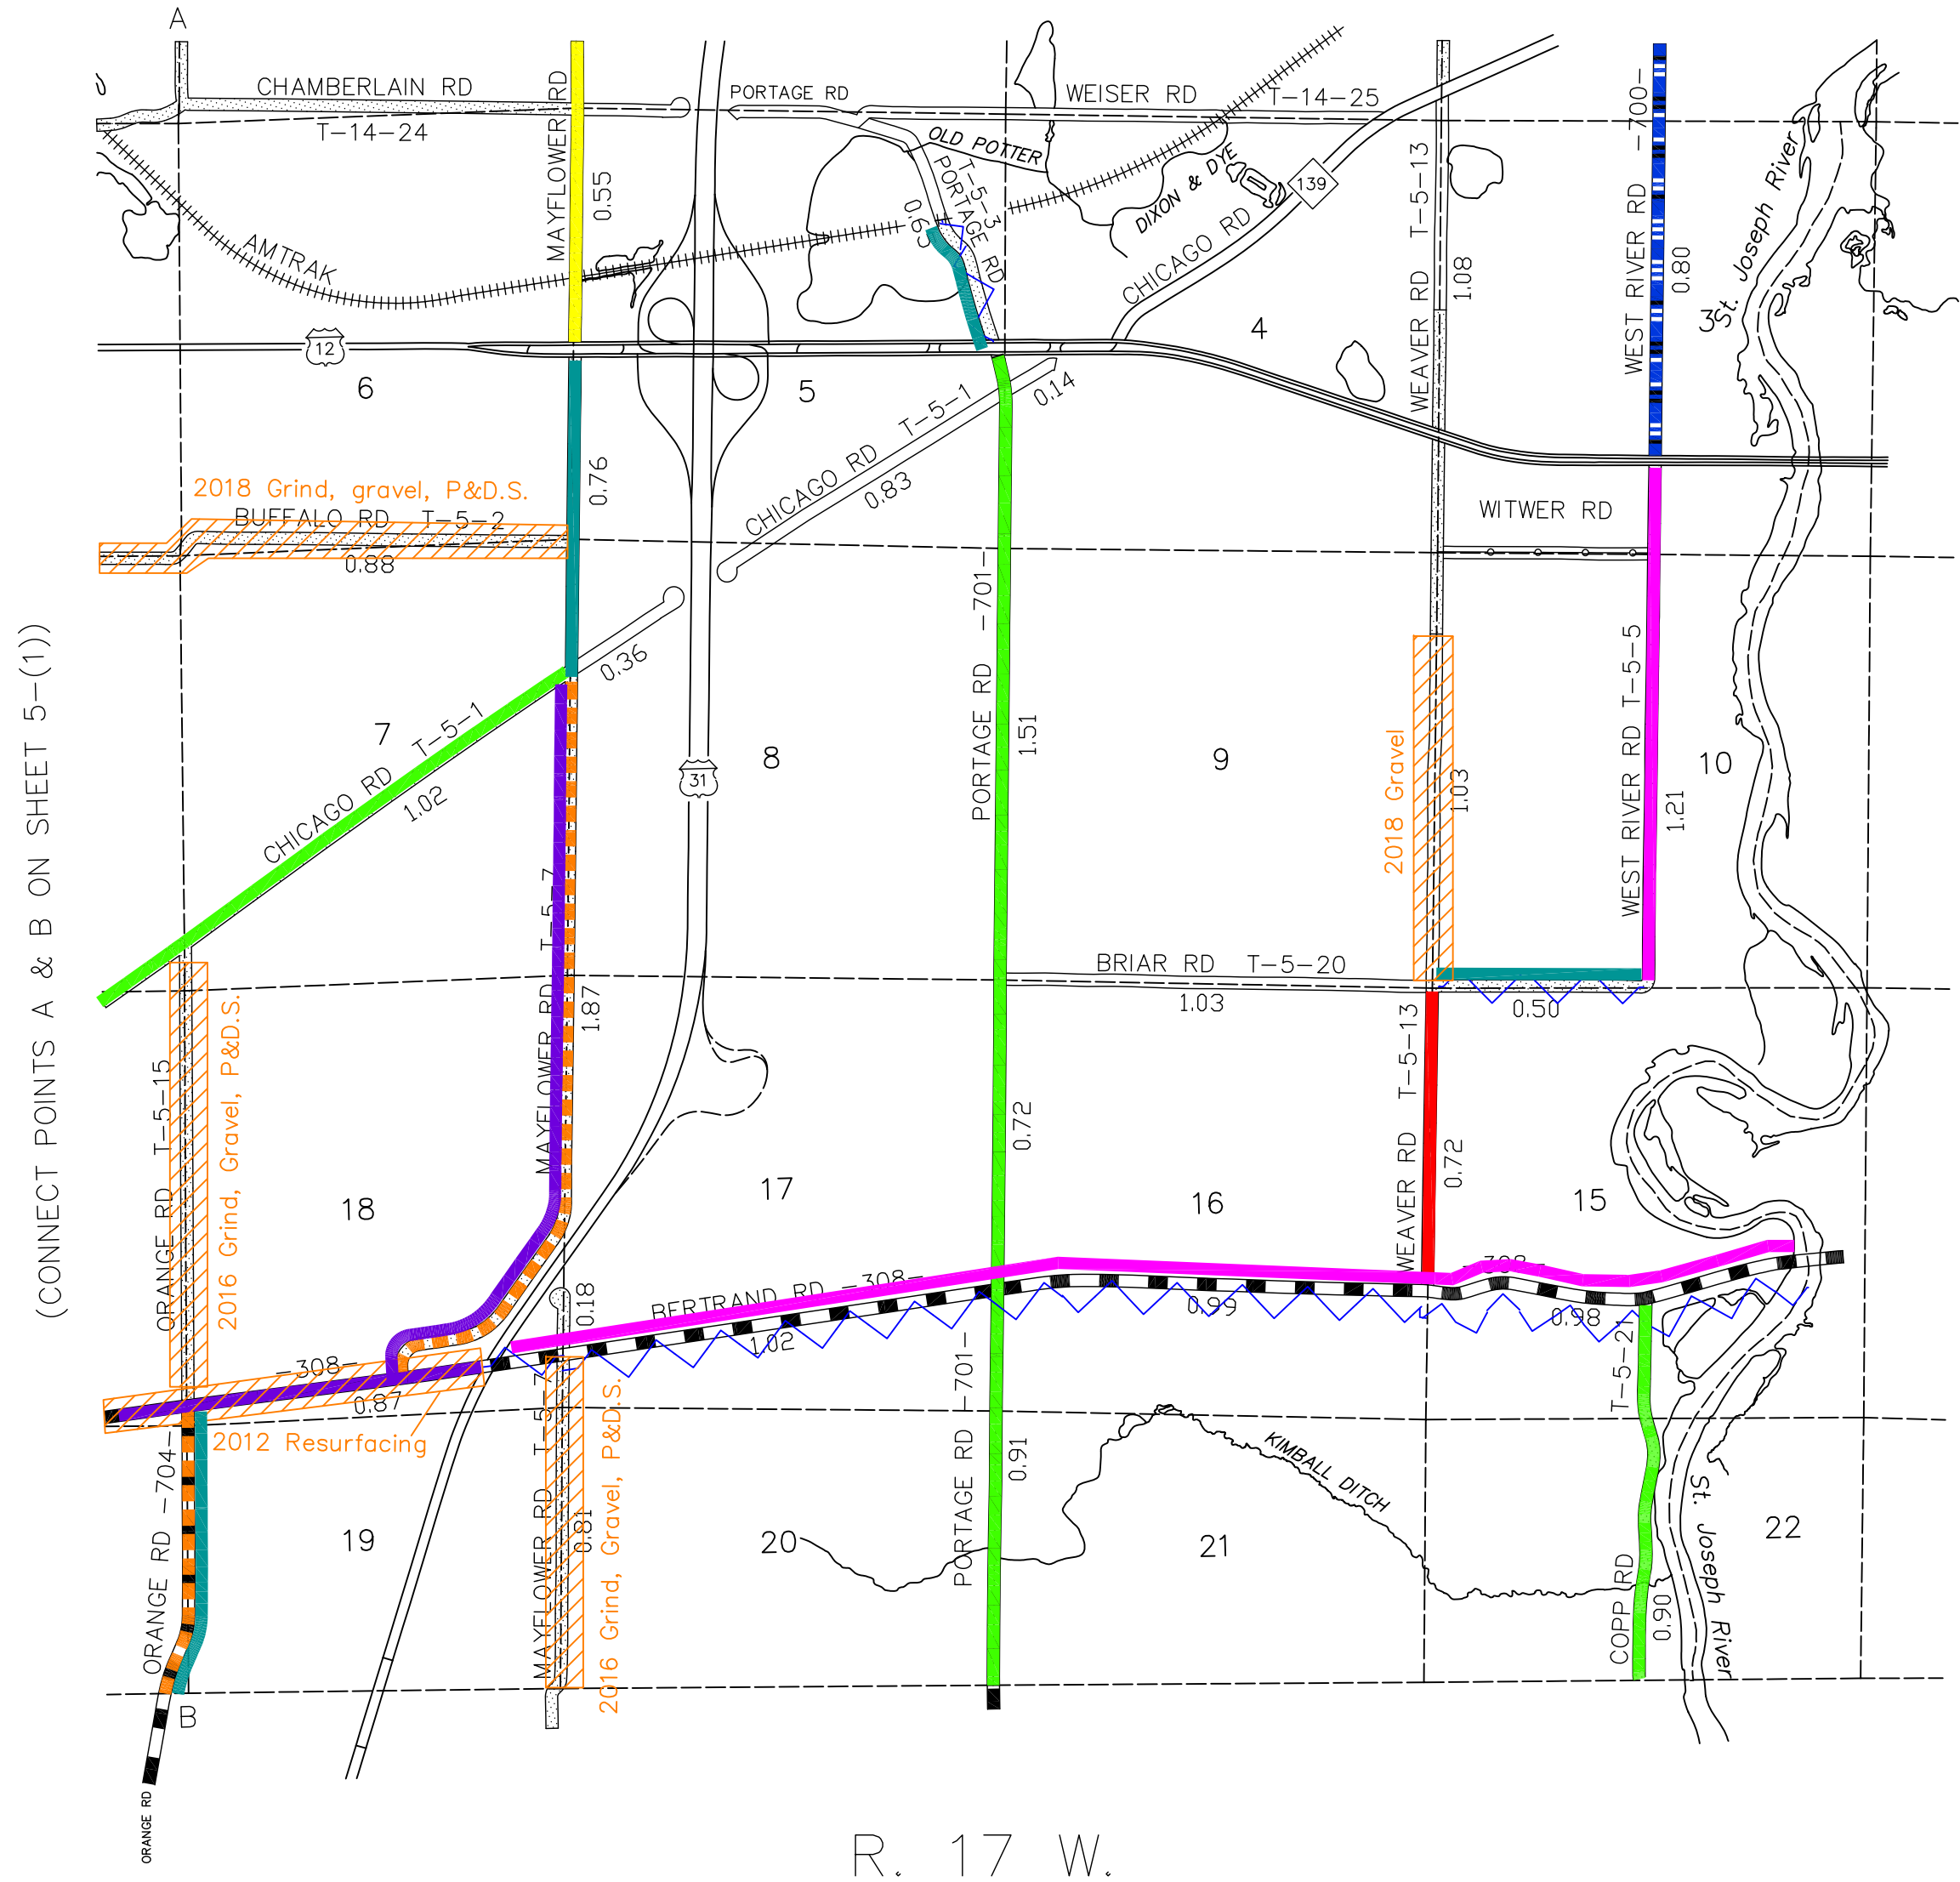 A
CHAMBERLAIN RD
T-14-24
MAYFLOWER RD
0.55
PORTAGE RD
WEISER RD
T-14-25
OLD POTTER
T-5-3
PORTAGE RD
0.65
DIXON & DYE
139
CHICAGO RD
WEAVER RD T-5-13
1.08
WEST RIVER RD -700-
0.80
St. Joseph River
3
AMTRAK
12
6
5
4
CHICAGO RD T-5-1
0.14
0.83
0.76
2018 Grind, gravel, P&D.S.
BUFFALO RD T-5-2
0.88
WITWER RD
0.36
7
CHICAGO RD T-5-1
1.02
31
8
PORTAGE RD -701-
1.51
9
2018 Gravel
1.03
WEST RIVER RD T-5-5
1.21
10
(CONNECT POINTS A & B ON SHEET 5-(1))
MAYFLOWER RD T-5-7
1.87
BRIAR RD T-5-20
1.03
0.50
ORANGE RD T-5-15
2016 Grind, Gravel, P&D.S.
18
17
0.72
16
WEAVER RD T-5-13
0.72
15
0.18
BERTRAND RD -308-
1.02
0.99
-308-
0.98
-308-
0.87
2012 Resurfacing
ORANGE RD -704-
19
MAYFLOWER RD T-5-7
0.81
2016 Grind, Gravel, P&D.S.
20
PORTAGE RD -701-
0.91
KIMBALL DITCH
21
COPP RD T-5-21
0.90
St. Joseph River
22
B
ORANGE RD
R. 17 W.